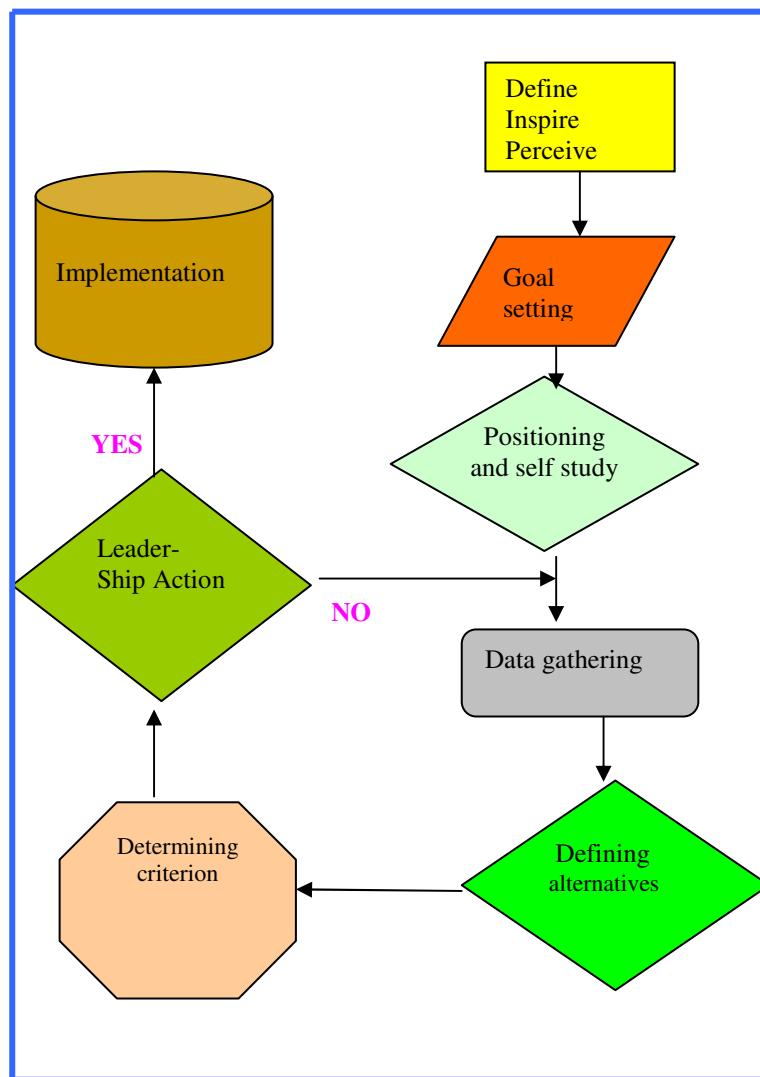 Define
Inspire
Perceive
Goal
setting
Positioning
and self study
Data gathering
Defining
alternatives
Determining
criterion
Leader-
Ship Action
YES
NO
Implementation